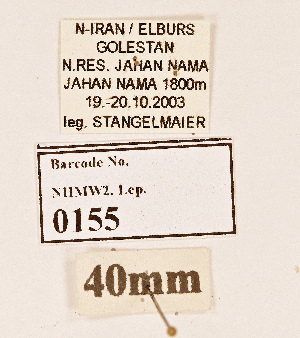 N-IRAN / ELBURS
GOLESTAN
N.RES. JAHAN NAMA
JAHAN NAMA 1800m
19.-20.10.2003
leg. STANGELMAIER
Barcode No.
NHMW2. Lep.
0155
40mm